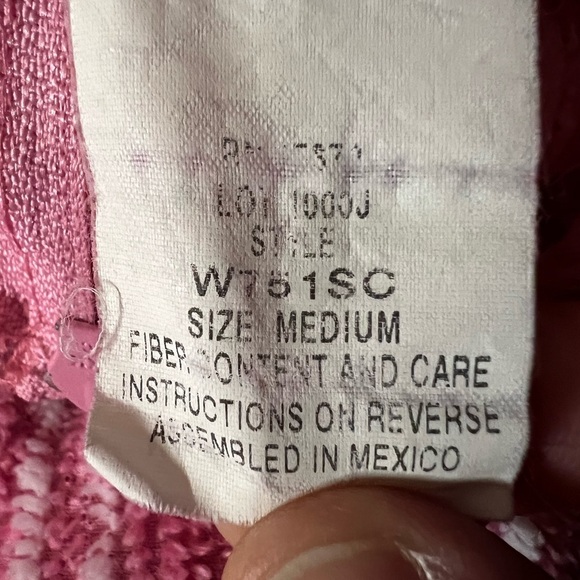 STYLE
W751SC
SIZE MEDIUM
FIBER CONTENT AND CARE
INSTRUCTIONS ON REVERSE
ASSEMBLED IN MEXICO